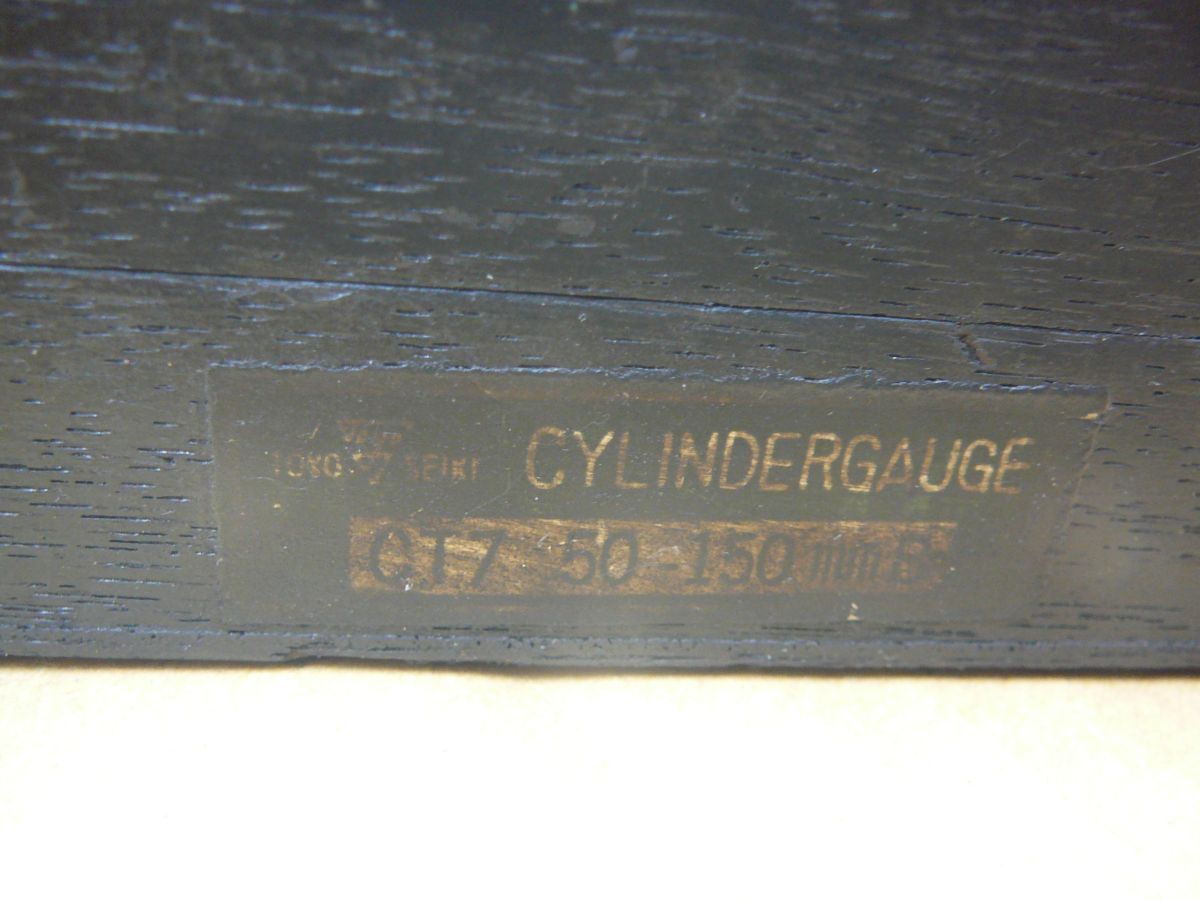 TOKO SEIKI CYLINDERGAUGE
CT7 50-150mm